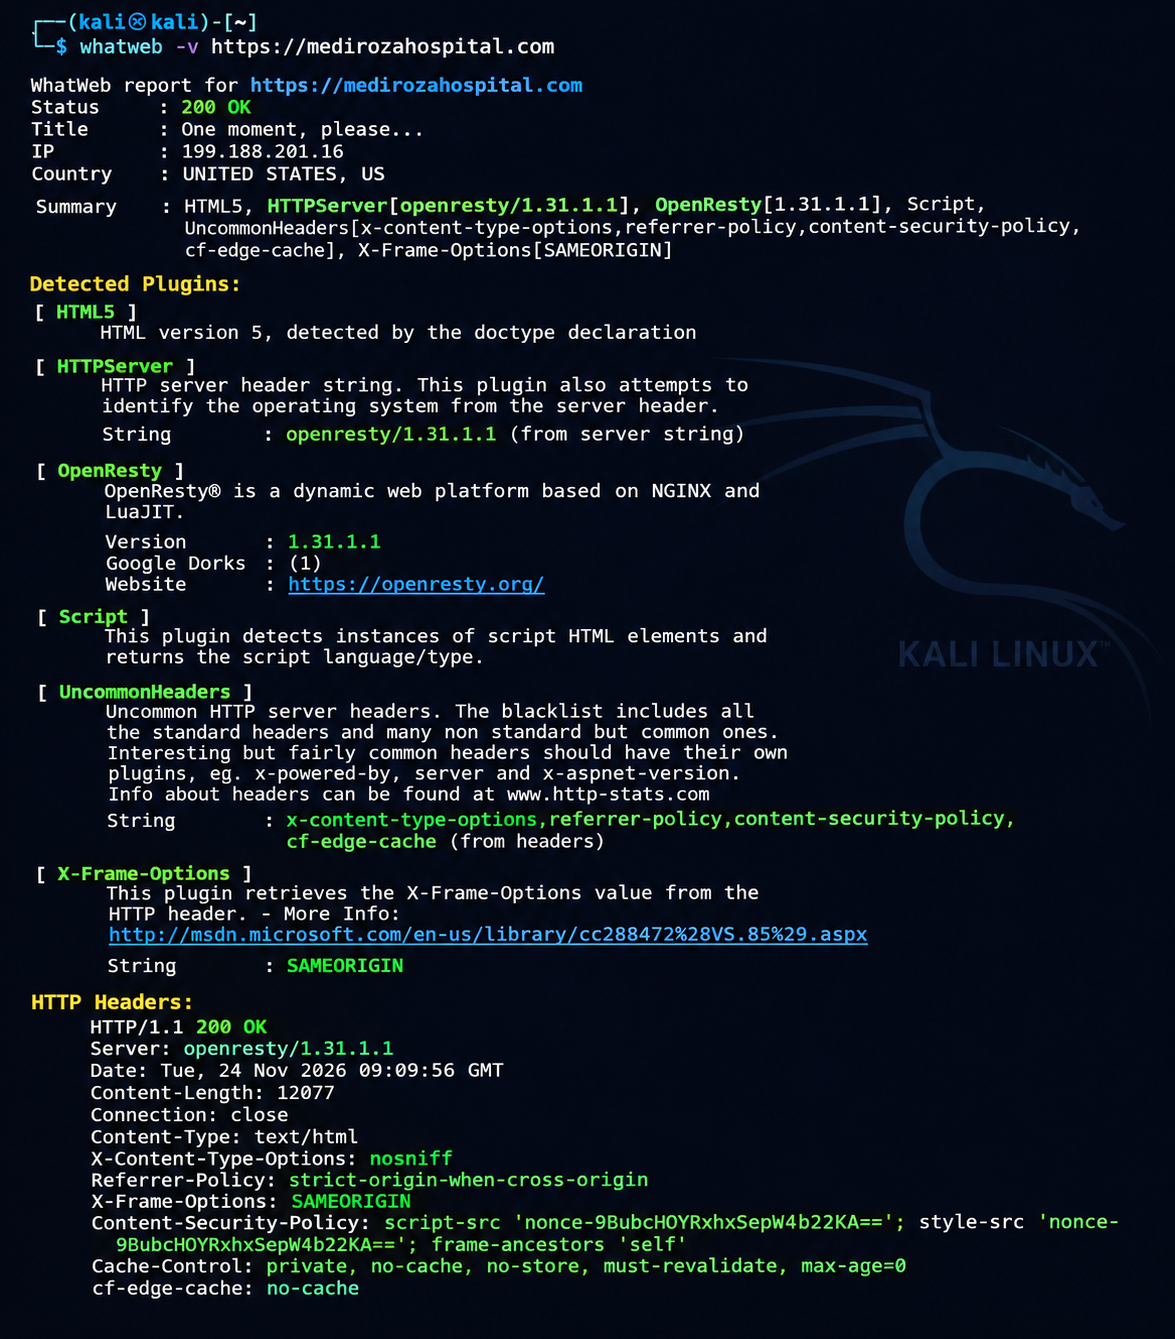 ┌──(kali㉿kali)-[~]
└─$ whatweb -v https://medirozahospital.com
WhatWeb report for https://medirozahospital.com
Status     : 200 OK
Title      : One moment, please...
IP         : 199.188.201.16
Country    : UNITED STATES, US
Summary    : HTML5, HTTPServer[openresty/1.31.1.1], OpenResty[1.31.1.1], Script,
UncommonHeaders[x-content-type-options,referrer-policy,content-security-policy,
cf-edge-cache], X-Frame-Options[SAMEORIGIN]
Detected Plugins:
[ HTML5 ]
HTML version 5, detected by the doctype declaration
[ HTTPServer ]
HTTP server header string. This plugin also attempts to
identify the operating system from the server header.
String       : openresty/1.31.1.1 (from server string)
[ OpenResty ]
OpenResty® is a dynamic web platform based on NGINX and
LuaJIT.
Version      : 1.31.1.1
Google Dorks : (1)
Website      : https://openresty.org/
[ Script ]
This plugin detects instances of script HTML elements and
returns the script language/type.
KALI LINUX™
[ UncommonHeaders ]
Uncommon HTTP server headers. The blacklist includes all
the standard headers and many non standard but common ones.
Interesting but fairly common headers should have their own
plugins, eg. x-powered-by, server and x-aspnet-version.
Info about headers can be found at www.http-stats.com
String       : x-content-type-options,referrer-policy,content-security-policy,
cf-edge-cache (from headers)
[ X-Frame-Options ]
This plugin retrieves the X-Frame-Options value from the
HTTP header. - More Info:
http://msdn.microsoft.com/en-us/library/cc288472%28VS.85%29.aspx
String       : SAMEORIGIN
HTTP Headers:
HTTP/1.1 200 OK
Server: openresty/1.31.1.1
Date: Tue, 24 Nov 2026 09:09:56 GMT
Content-Length: 12077
Connection: close
Content-Type: text/html
X-Content-Type-Options: nosniff
Referrer-Policy: strict-origin-when-cross-origin
X-Frame-Options: SAMEORIGIN
Content-Security-Policy: script-src 'nonce-9BubcHOYRxhxSepW4b22KA=='; style-src 'nonce-
9BubcHOYRxhxSepW4b22KA=='; frame-ancestors 'self'
Cache-Control: private, no-cache, no-store, must-revalidate, max-age=0
cf-edge-cache: no-cache